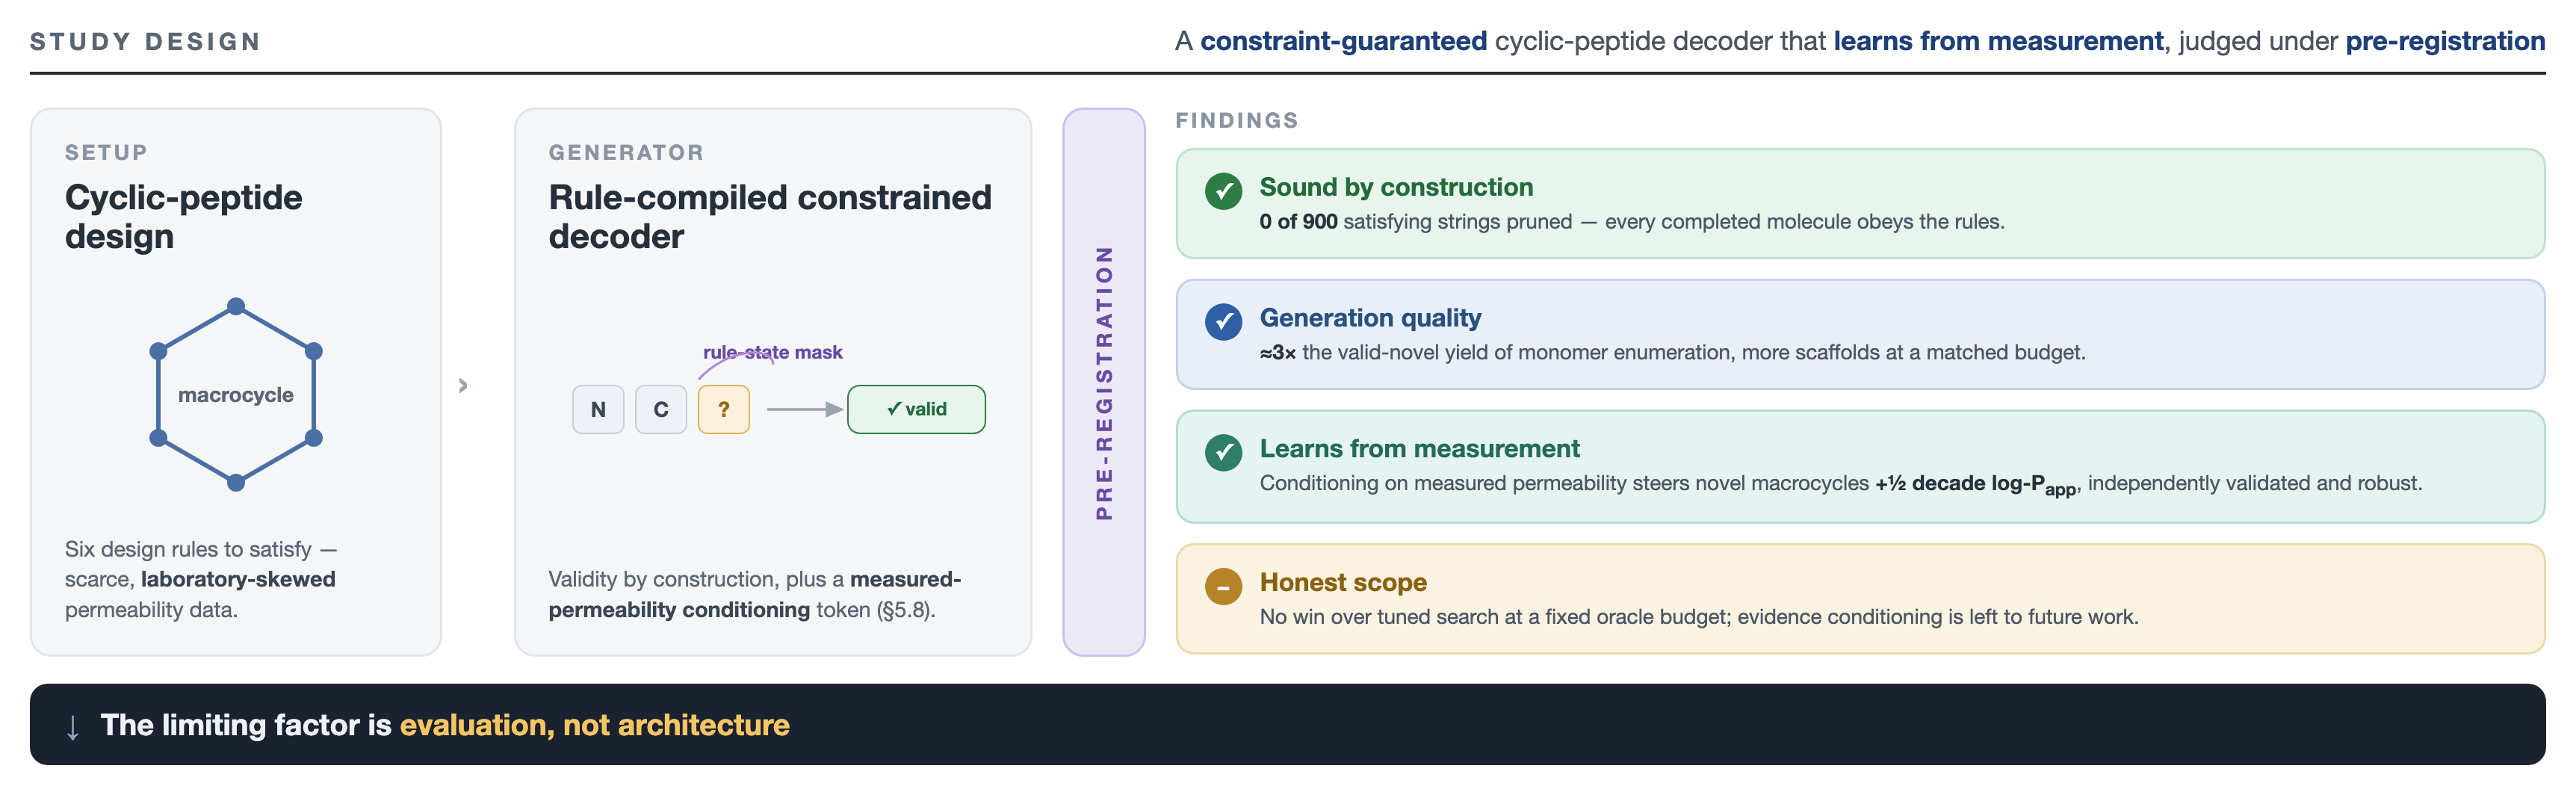 STUDY DESIGN
A constraint-guaranteed cyclic-peptide decoder that learns from measurement, judged under pre-registration
SETUP
Cyclic-peptide
design
macrocycle
Six design rules to satisfy —
scarce, laboratory-skewed
permeability data.
›
GENERATOR
Rule-compiled constrained
decoder
rule-state mask
N C ? ✓ valid
Validity by construction, plus a measured-
permeability conditioning token (§5.8).
PRE-REGISTRATION
FINDINGS
✓ Sound by construction
0 of 900 satisfying strings pruned — every completed molecule obeys the rules.
✓ Generation quality
≈3× the valid-novel yield of monomer enumeration, more scaffolds at a matched budget.
✓ Learns from measurement
Conditioning on measured permeability steers novel macrocycles +½ decade log-Papp, independently validated and robust.
– Honest scope
No win over tuned search at a fixed oracle budget; evidence conditioning is left to future work.
↓ The limiting factor is evaluation, not architecture